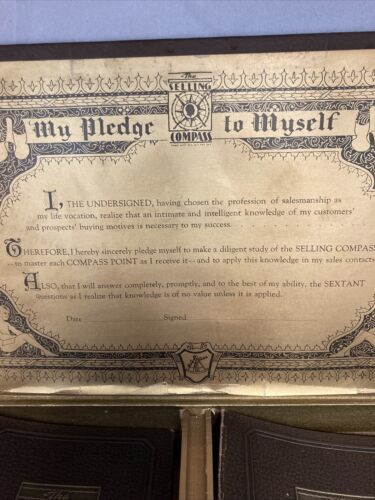 The
SELLING
COMPASS
My Pledge to Myself
I, THE UNDERSIGNED, having chosen the profession of salesmanship as
my life vocation, realize that an intimate and intelligent knowledge of my customers'
and prospects' buying motives is necessary to my success.
THEREFORE, I hereby sincerely pledge myself to make a diligent study of the SELLING COMPASS
--to master each COMPASS POINT as I receive it--and to apply this knowledge in my sales contacts.
ALSO, that I will answer completely, promptly, and to the best of my ability, the SEXTANT
questions as I realize that knowledge is of no value unless it is applied.
Date Signed
The